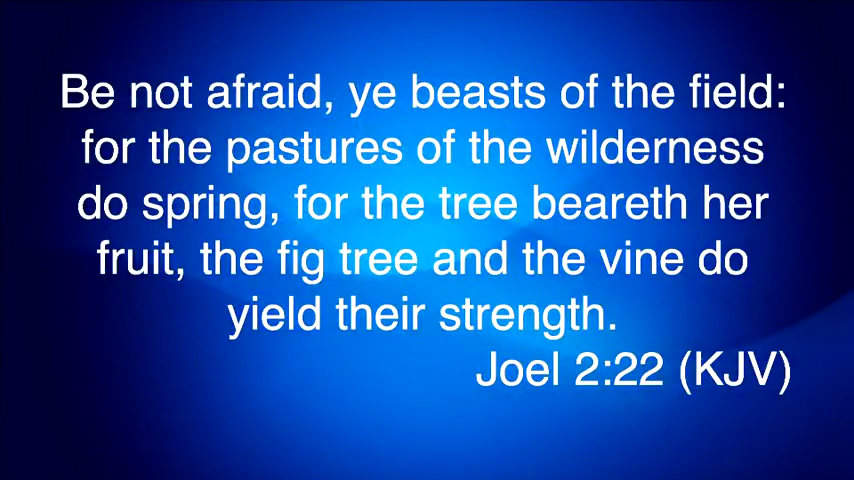 Be not afraid, ye beasts of the field:
for the pastures of the wilderness
do spring, for the tree beareth her
fruit, the fig tree and the vine do
yield their strength.
Joel 2:22 (KJV)